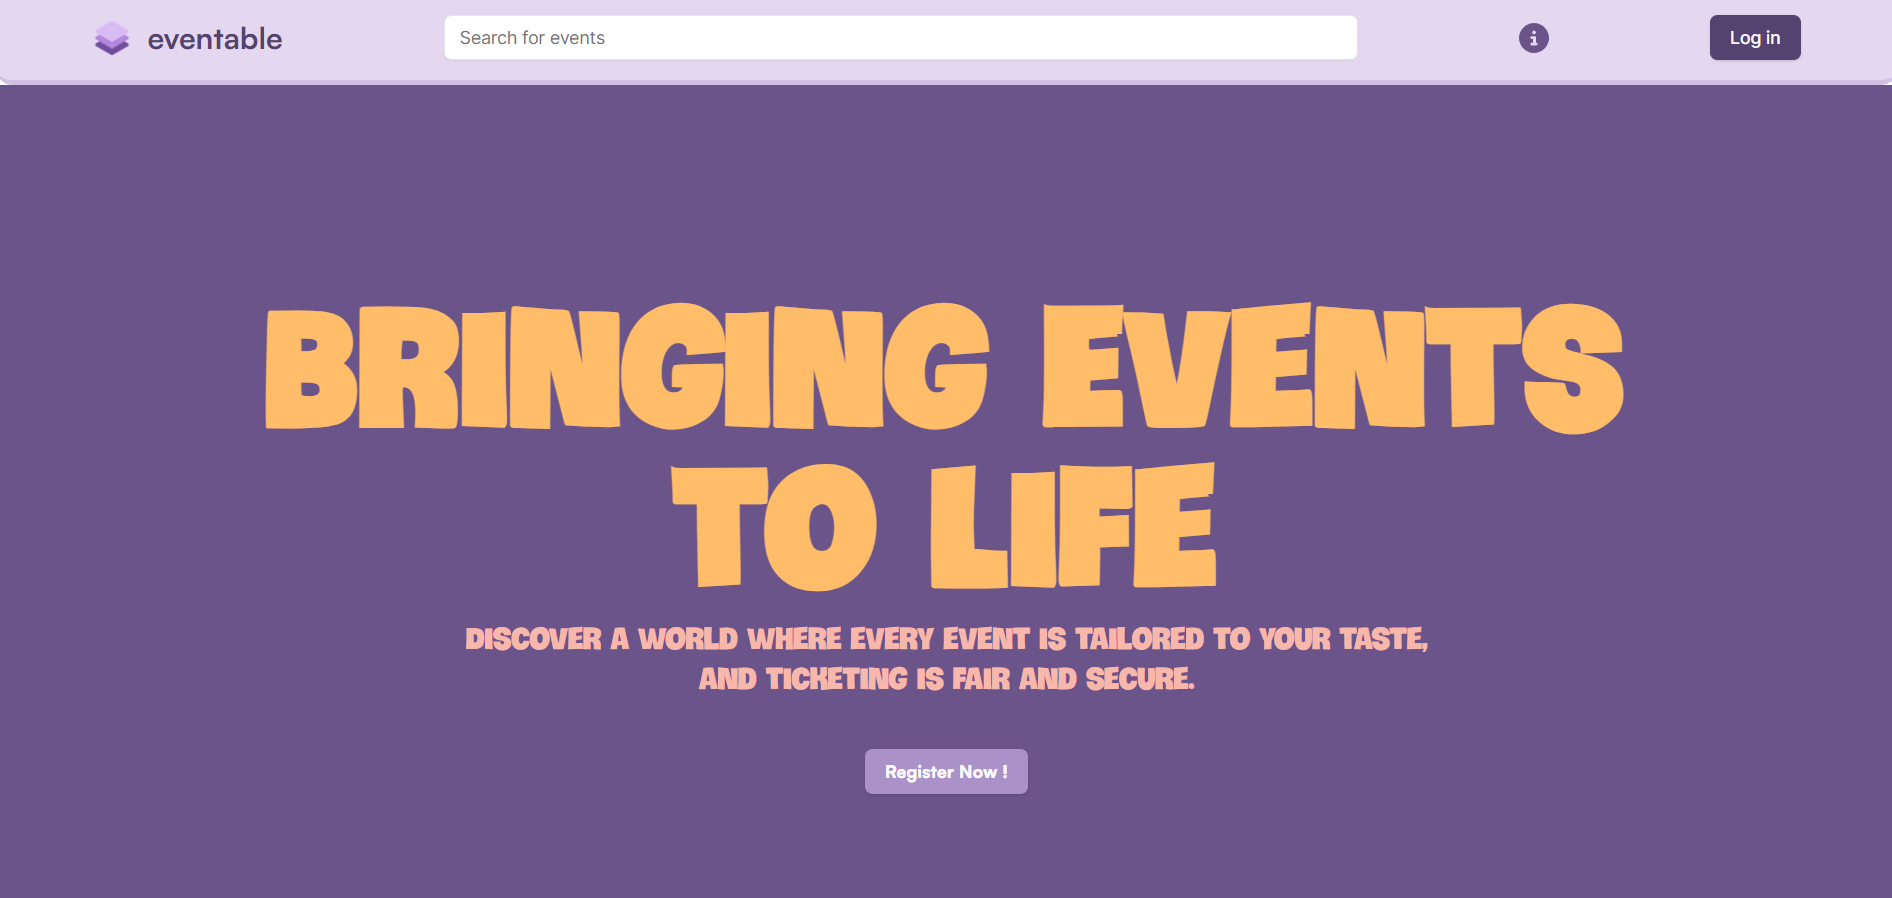 eventable
Search for events
Log in
BRINGING EVENTS
TO LIFE
DISCOVER A WORLD WHERE EVERY EVENT IS TAILORED TO YOUR TASTE,
AND TICKETING IS FAIR AND SECURE.
Register Now !